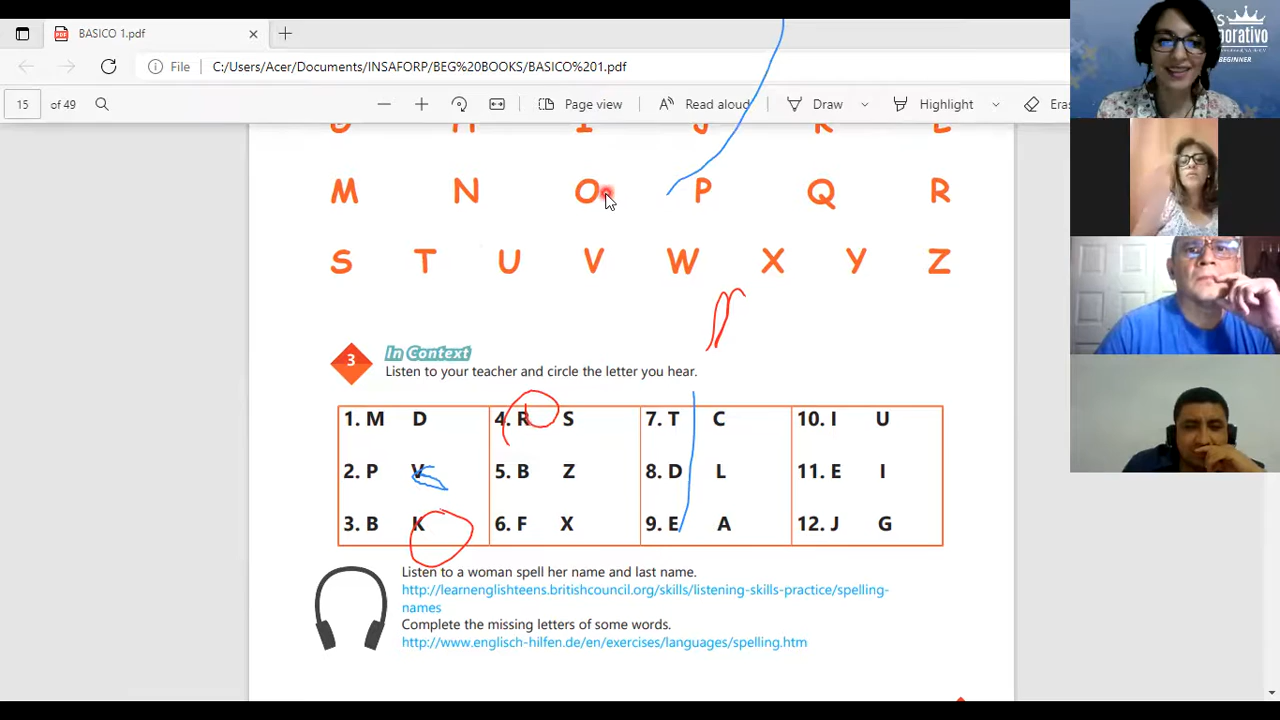 BASICO 1.pdf
File C:/Users/Acer/Documents/INSAFORP/BEG%20BOOKS/BASICO%201.pdf
15 of 49 Page view Read aloud Draw Highlight Eras
M N O P Q R
S T U V W X Y Z
3 In Context
Listen to your teacher and circle the letter you hear.
1. M D 4. R S 7. T C 10. I U
2. P V 5. B Z 8. D L 11. E I
3. B K 6. F X 9. E A 12. J G
Listen to a woman spell her name and last name.
http://learnenglishteens.britishcouncil.org/skills/listening-skills-practice/spelling-
names
Complete the missing letters of some words.
http://www.englisch-hilfen.de/en/exercises/languages/spelling.htm
BEGINNER